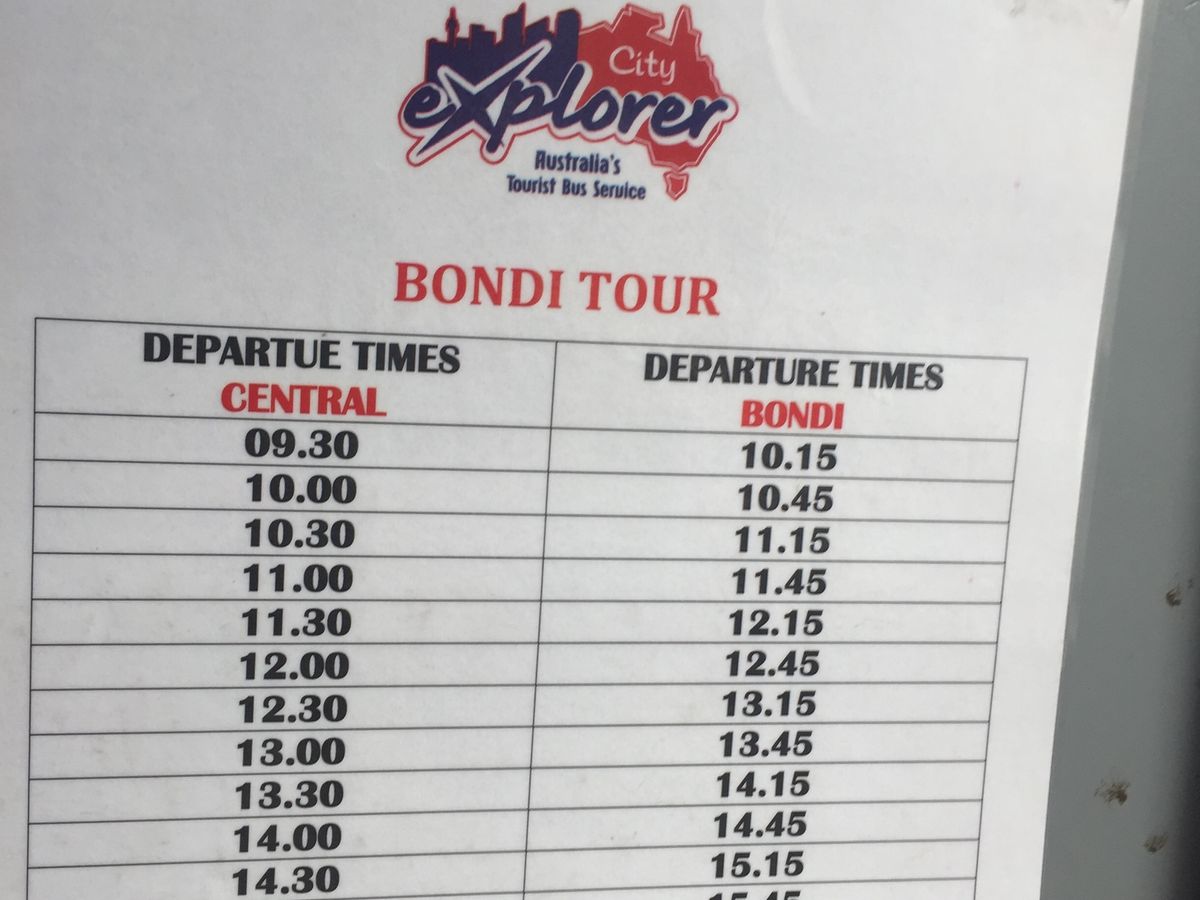 City
explorer
Australia's
Tourist Bus Service
BONDI TOUR
DEPARTUE TIMES DEPARTURE TIMES
CENTRAL BONDI
09.30 10.15
10.00 10.45
10.30 11.15
11.00 11.45
11.30 12.15
12.00 12.45
12.30 13.15
13.00 13.45
13.30 14.15
14.00 14.45
14.30 15.15